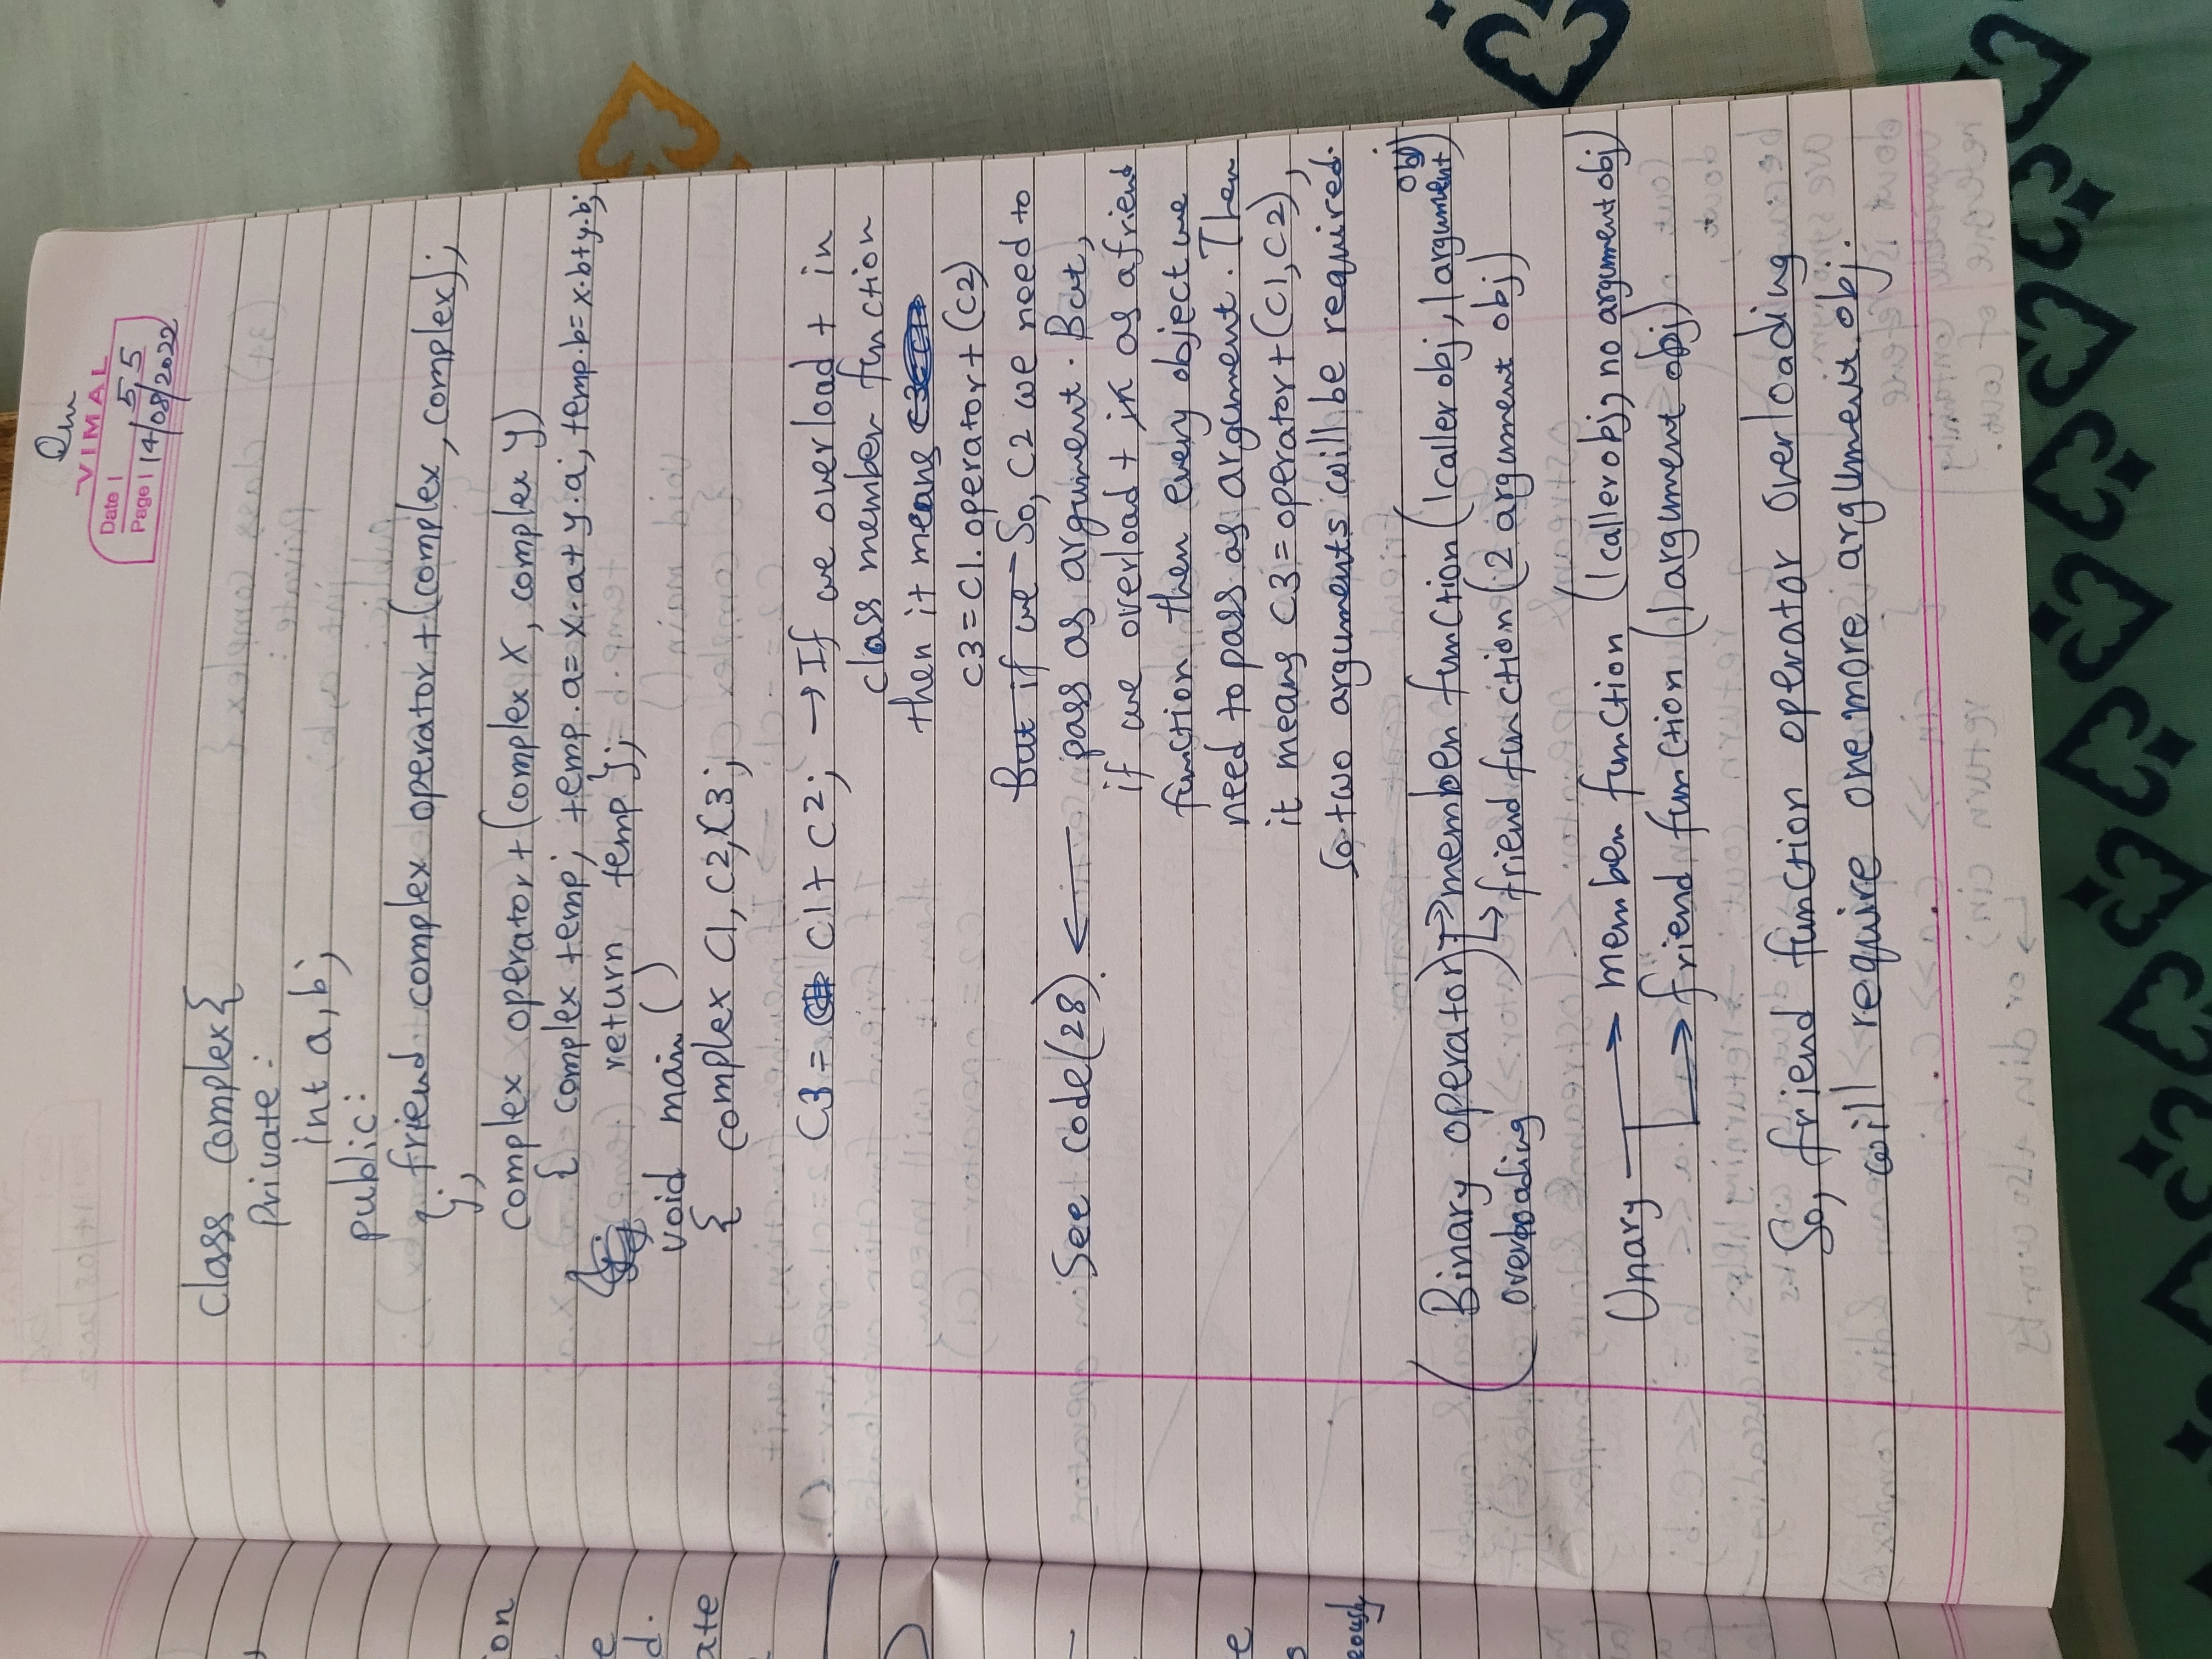 Om
VIMAL
Date | 55
Page | 14/08/2022
class complex{
private:
int a,b;
public:
friend complex operator+(complex, complex);
};
complex operator+(complex X, complex Y)
{ complex temp; temp.a= x.a+y.a; temp.b= x.b+y.b;
return temp };
void main()
{ complex C1, C2, C3;
C3 = C1+C2; → If we overload + in
class member function
then it means
C3=C1.operator+(C2)
But if we So, C2 we need to
See code(28). ← pass as argument. But,
if we overload + in as a friend
function then every object we
need to pass as argument. Then
it means C3=operator+(C1,C2),
So two arguments will be required.
(Binary operator overloading) → member function (1 caller obj, 1 argument obj)
↳ friend function (2 argument obj)
Unary → member function (1 caller obj, no argument obj)
→ friend function (1 argument obj)
So, friend function operator overloading
will require one more argument obj.
on
e
d.
ate
e
s
eously